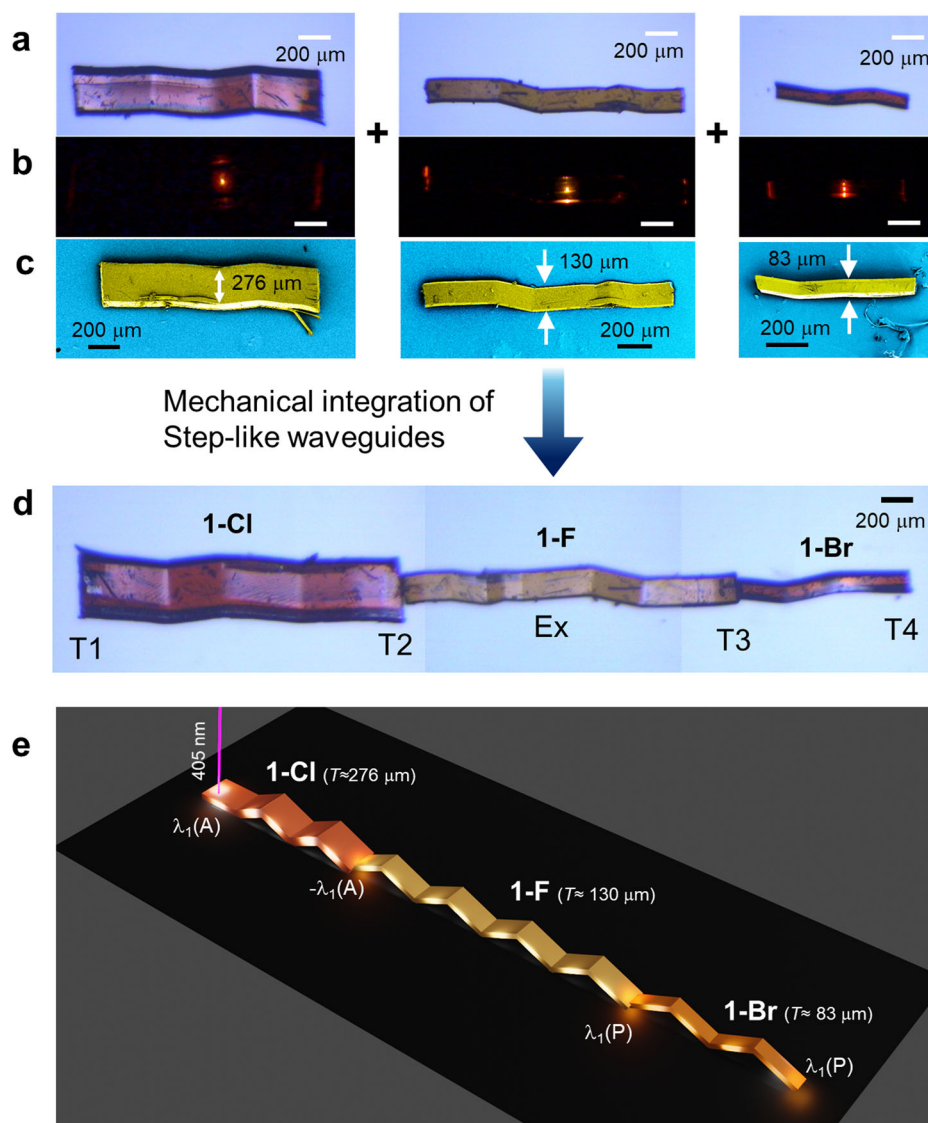 a
200 μm
200 μm
200 μm
+
+
b
c
276
μm
200 μm
130 μm
200 μm
83 μm
200 μm
Mechanical integration of
Step-like waveguides
d
200 μm
1-Cl
1-F
1-Br
T1
T2
Ex
T3
T4
e
405 nm
1-Cl (T≈276 μm)
λ₁(A)
-λ₁(A)
1-F (T≈ 130 μm)
λ₁(P)
1-Br (T≈ 83 μm)
λ₁(P)